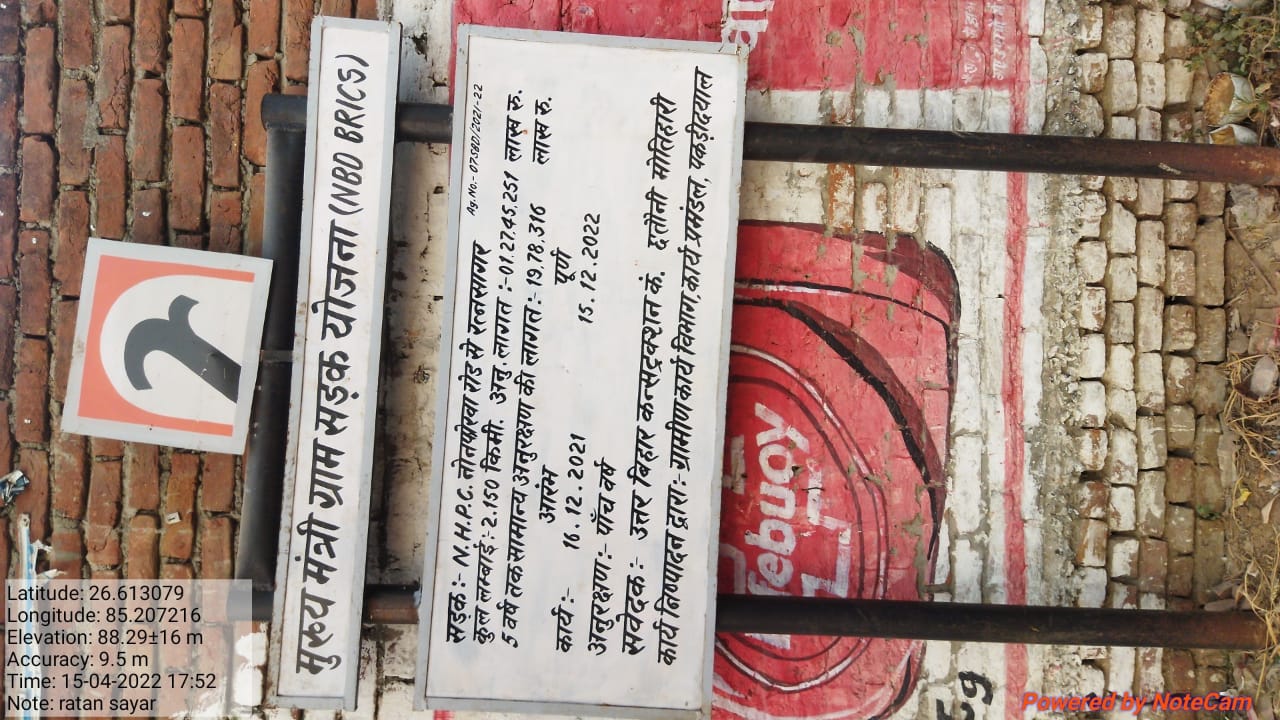 मुख्य मंत्री ग्राम सड़क योजना (NBD BRICS)
Ag.No.- 07SBD/2021-22
सड़क :- N.H.P.C. नोनफोरवा रोड से रत्नसागर
कुल लम्बाई :- 2.150 किमी. अनु लागत :- 01.27.45.251 लाख रु.
5 वर्ष तक सामान्य अनुरक्षण की लागत :- 19.78.316 लाख रु.
आरंभ पूर्ण
कार्य :- 16.12.2021 15.12.2022
अनुरक्षण :- पाँच वर्ष
संवेदक :- उत्तर बिहार कन्सट्रक्शन कं. छतौनी मोतिहारी
कार्य निष्पादन द्वारा :- ग्रामीण कार्य विभाग, कार्य प्रमंडल, पकड़ीदयाल
febuoy
Latitude: 26.613079
Longitude: 85.207216
Elevation: 88.29±16 m
Accuracy: 9.5 m
Time: 15-04-2022 17:52
Note: ratan sayar
Powered by NoteCam